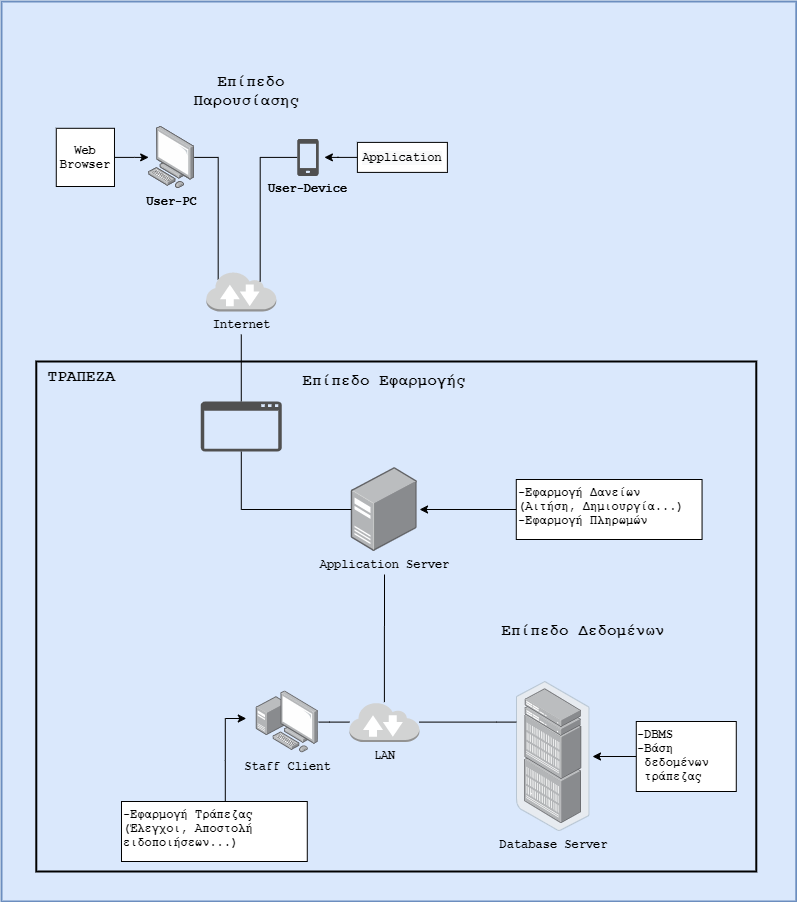 Επίπεδο
Παρουσίασης
Web
Browser
Application
User-PC
User-Device
Internet
ΤΡΑΠΕΖΑ
Επίπεδο Εφαρμογής
-Εφαρμογή Δανείων
(Αιτήση, Δημιουργία...)
-Εφαρμογή Πληρωμών
Application Server
Επίπεδο Δεδομένων
LAN
Staff Client
-DBMS
-Βάση
δεδομένων
τράπεζας
-Εφαρμογή Τράπεζας
(Έλεγχοι, Αποστολή
ειδοποιήσεων...)
Database Server